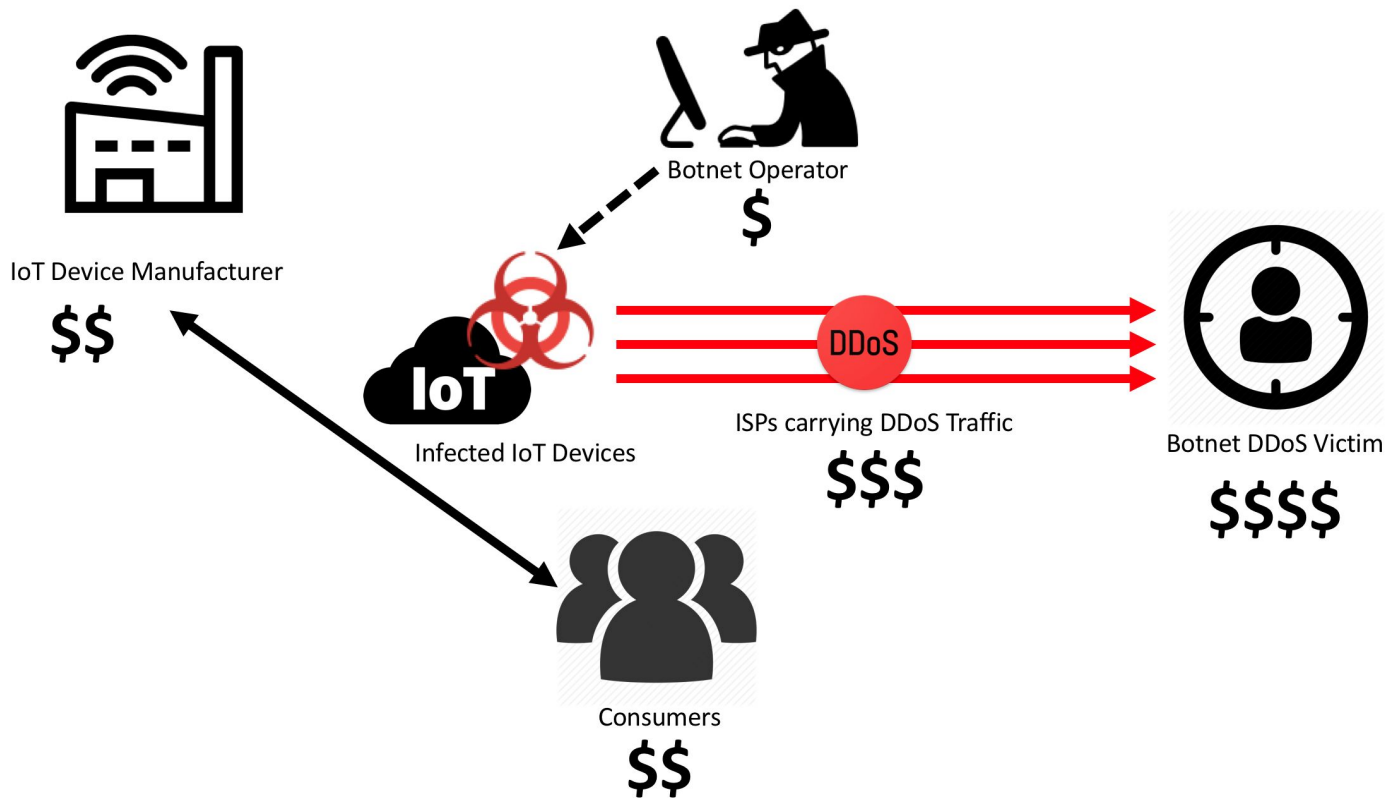 Botnet Operator
$
IoT Device Manufacturer
$$
IoT
Infected IoT Devices
DDoS
ISPs carrying DDoS Traffic
$$$
Botnet DDoS Victim
$$$$
Consumers
$$